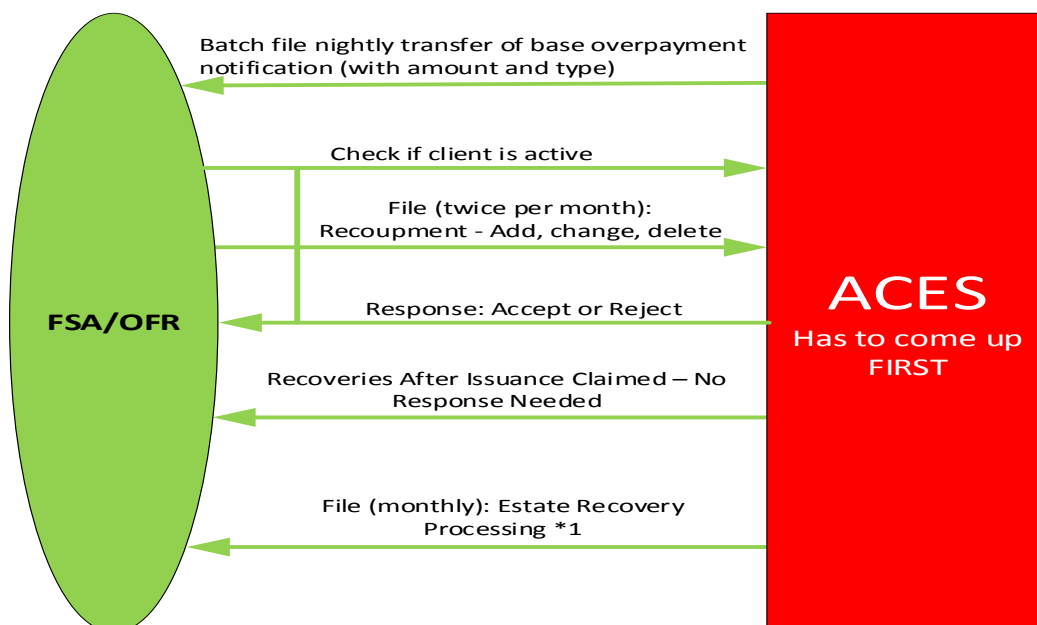 Batch file nightly transfer of base overpayment
notification (with amount and type)
Check if client is active
File (twice per month):
Recoupment - Add, change, delete
FSA/OFR
Response: Accept or Reject
ACES
Has to come up
FIRST
Recoveries After Issuance Claimed – No
Response Needed
File (monthly): Estate Recovery
Processing *1